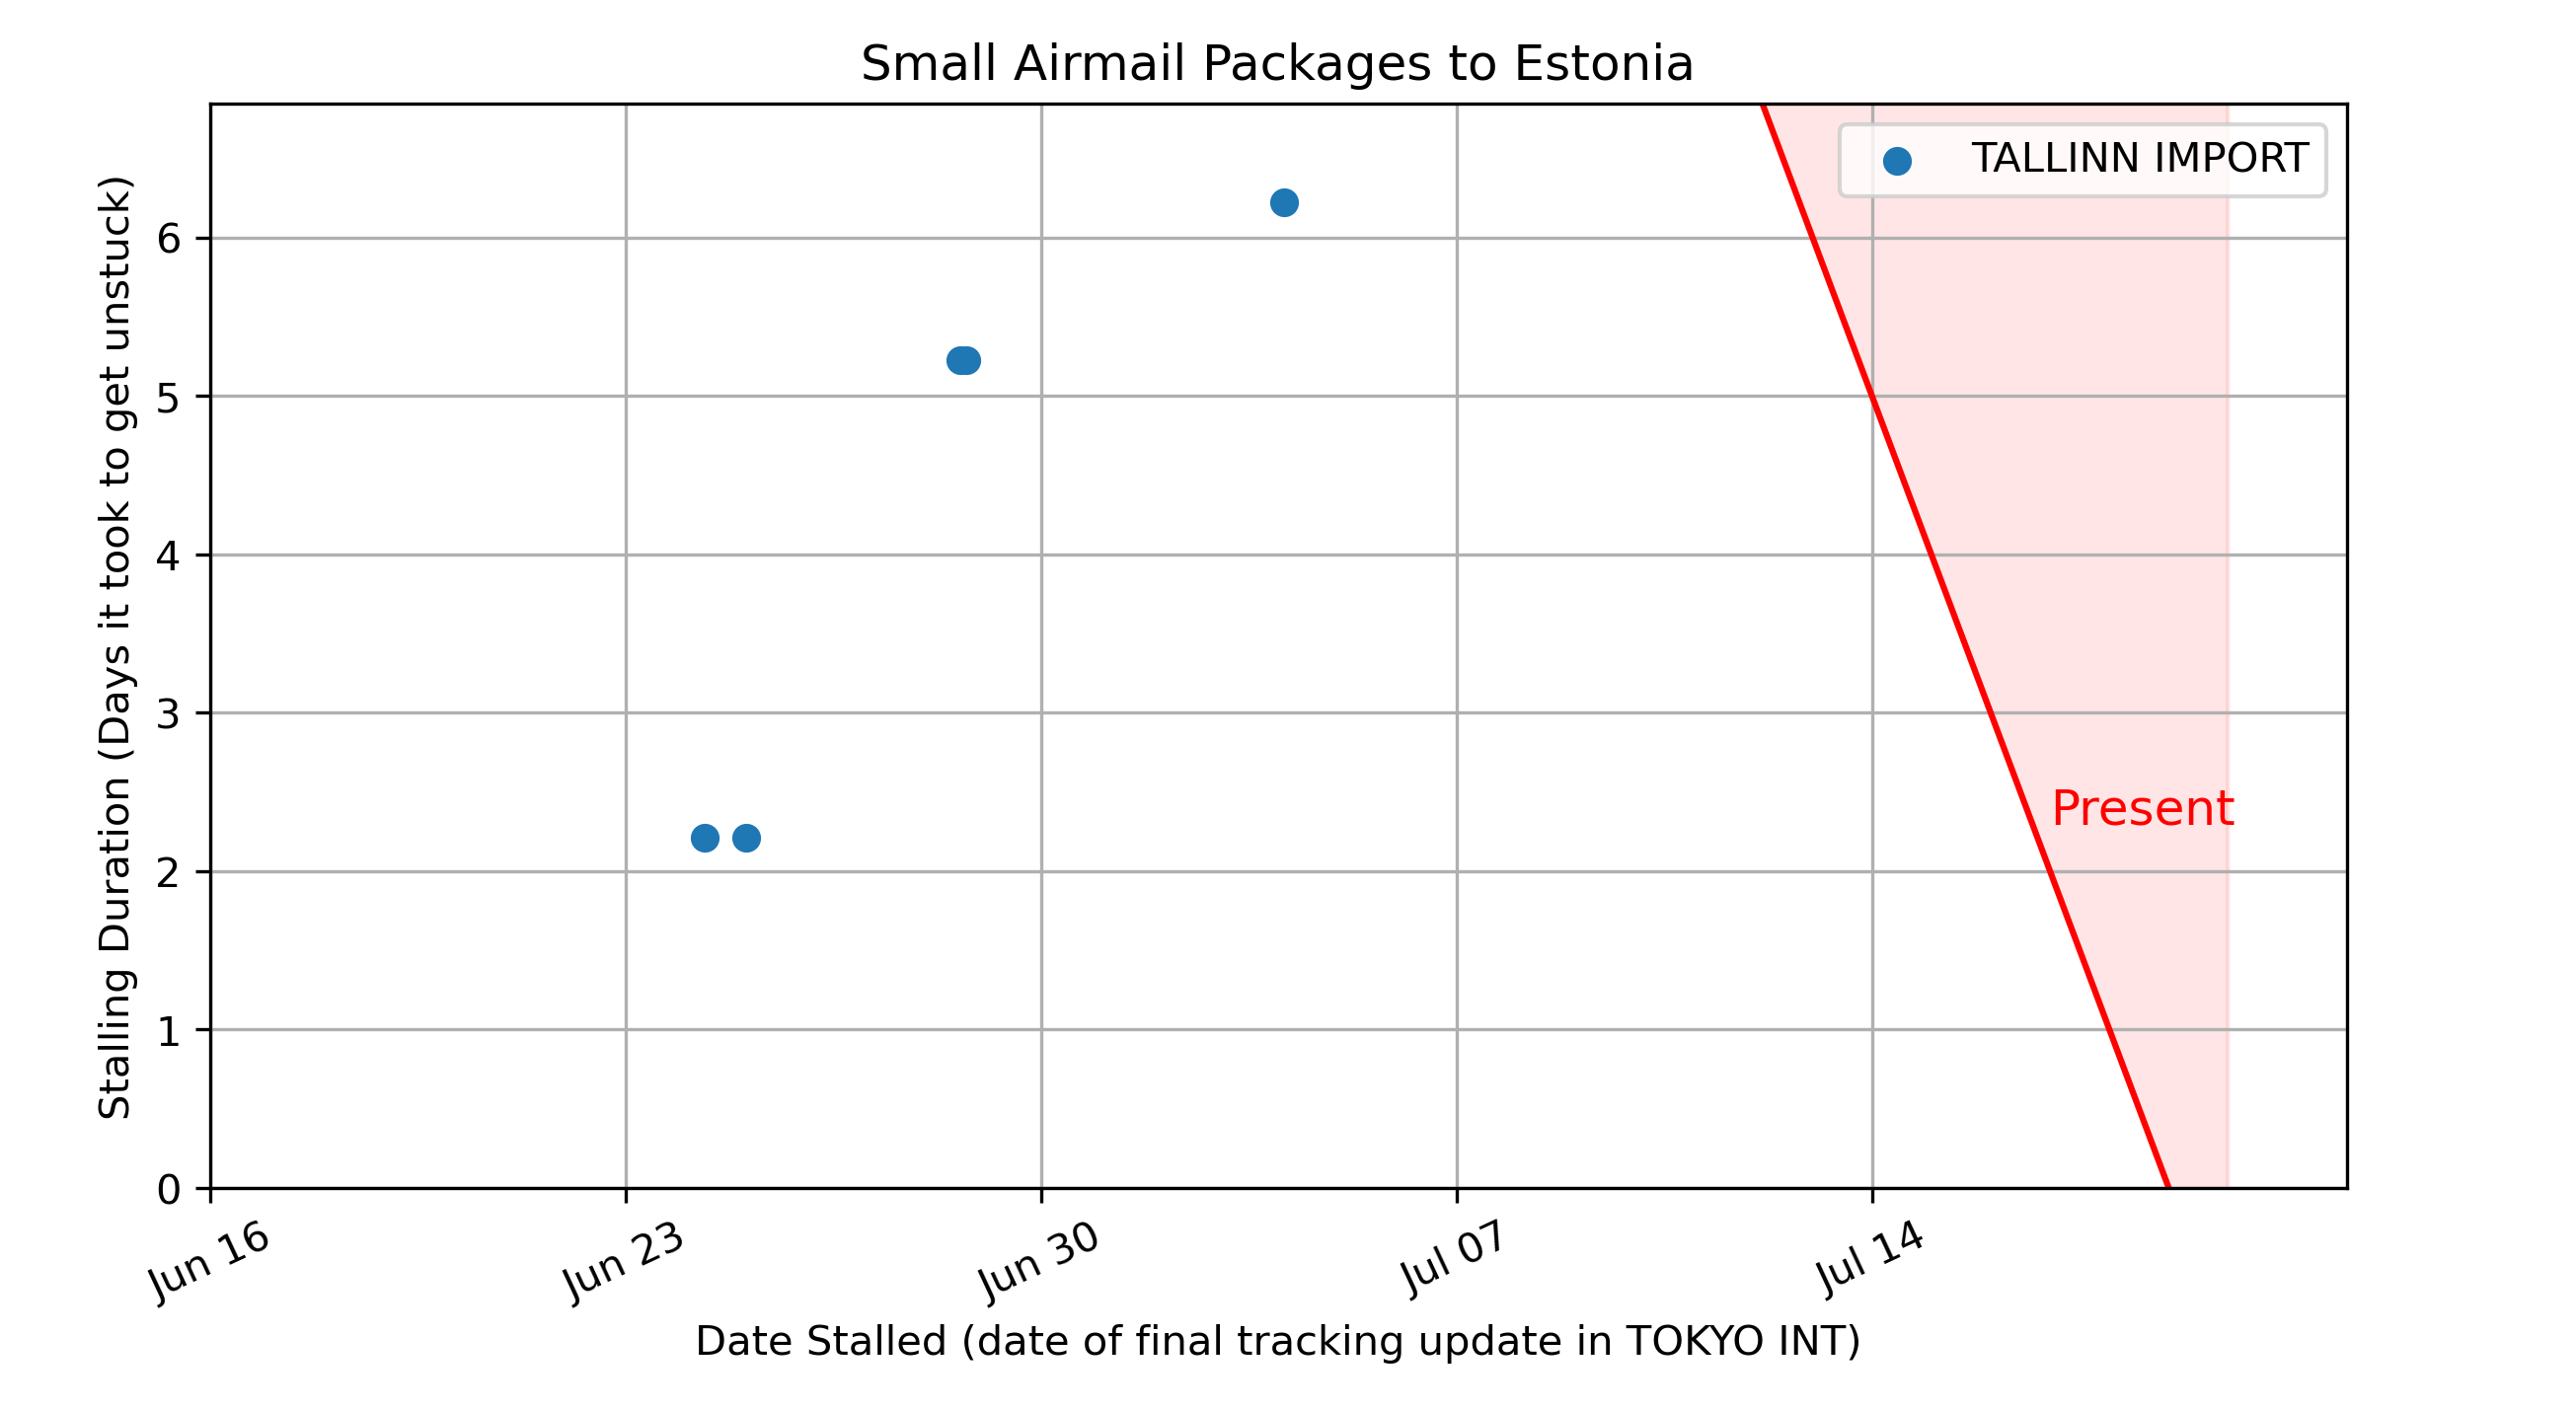 Small Airmail Packages to Estonia
TALLINN IMPORT
Stalling Duration (Days it took to get unstuck)
6
5
4
3
2
1
0
Present
Jun 16
Jun 23
Jun 30
Jul 07
Jul 14
Date Stalled (date of final tracking update in TOKYO INT)